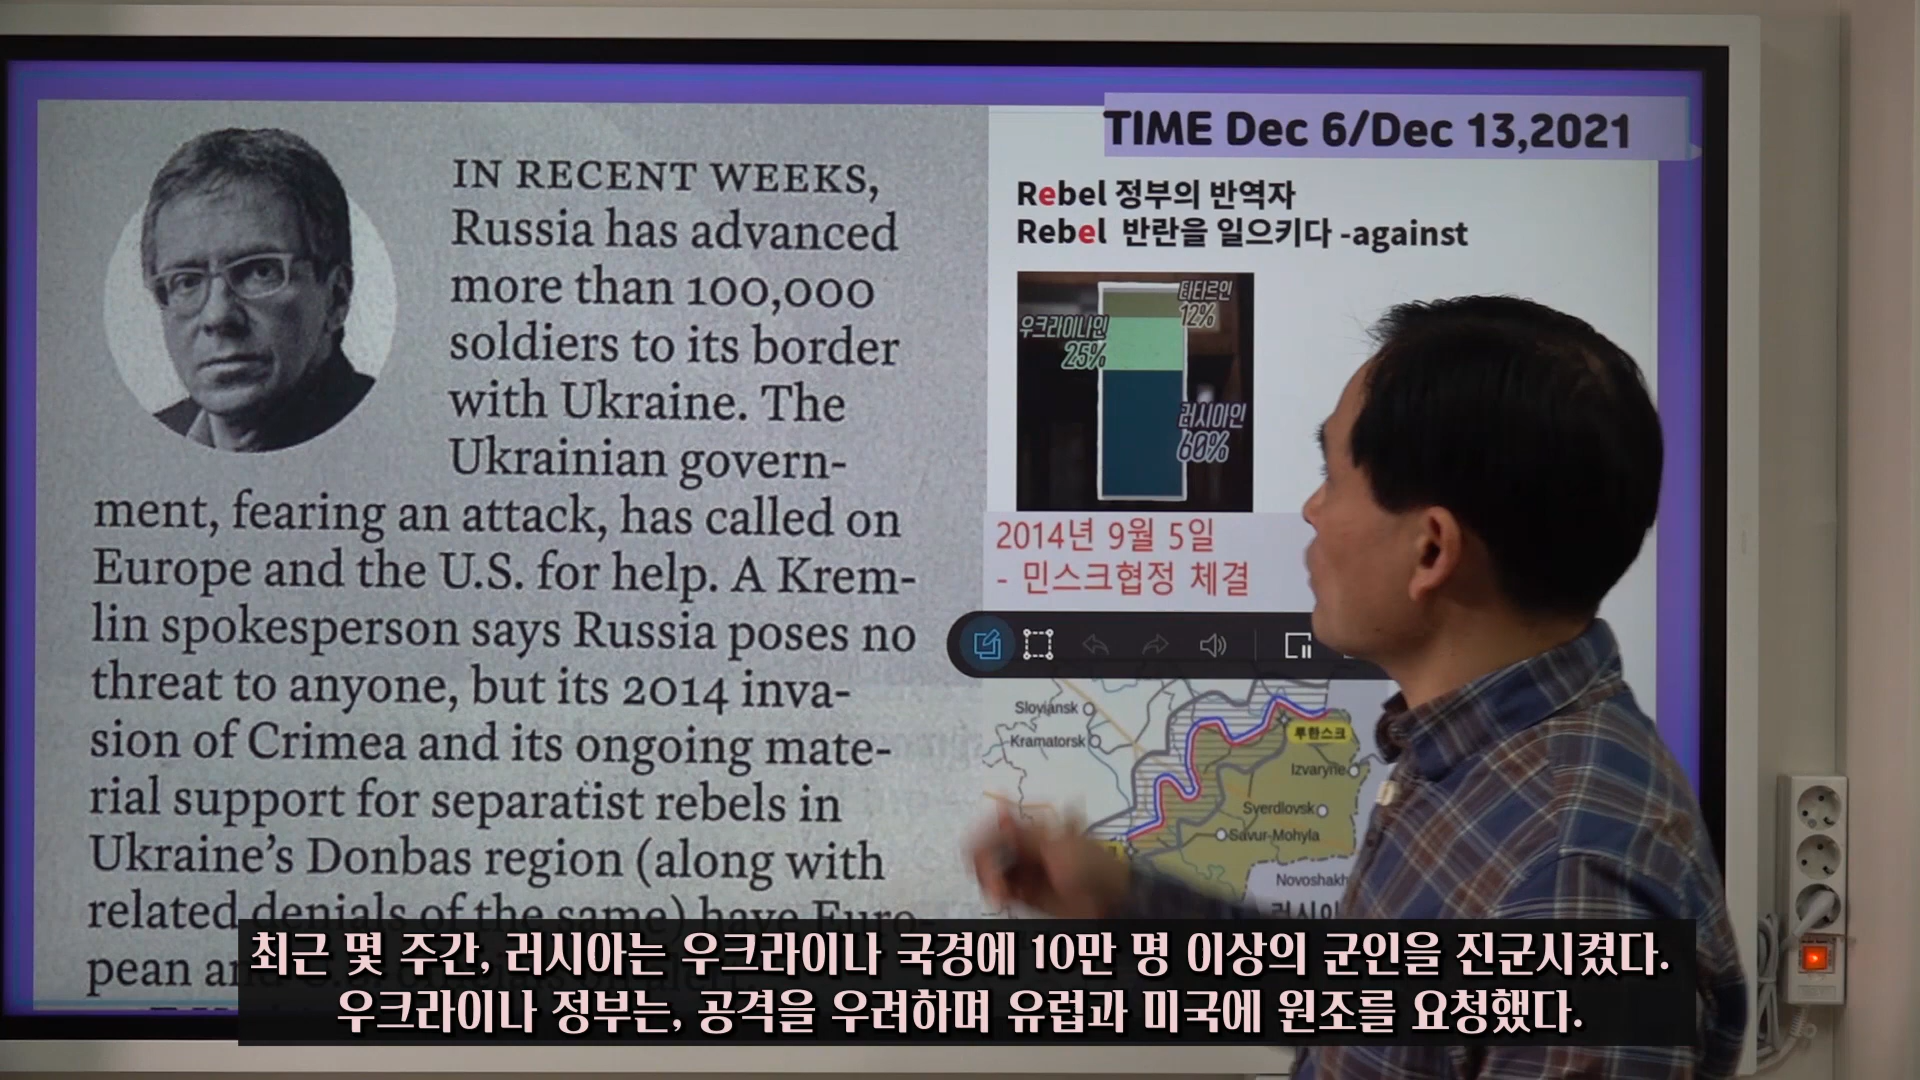 IN RECENT WEEKS,
Russia has advanced
more than 100,000
soldiers to its border
with Ukraine. The
Ukrainian govern-
ment, fearing an attack, has called on
Europe and the U.S. for help. A Krem-
lin spokesperson says Russia poses no
threat to anyone, but its 2014 inva-
sion of Crimea and its ongoing mate-
rial support for separatist rebels in
Ukraine's Donbas region (along with
related denials of the same) have Euro-
pean
TIME Dec 6/Dec 13,2021
Rebel 정부의 반역자
Rebel 반란을 일으키다 -against
타타르인
12%
우크라이나인
25%
러시아인
60%
2014년 9월 5일
- 민스크협정 체결
Sloviansk
Kramatorsk
루한스크
Izvaryne
Sverdlovsk
Savur-Mohyla
최근 몇 주간, 러시아는 우크라이나 국경에 10만 명 이상의 군인을 진군시켰다.
우크라이나 정부는, 공격을 우려하며 유럽과 미국에 원조를 요청했다.